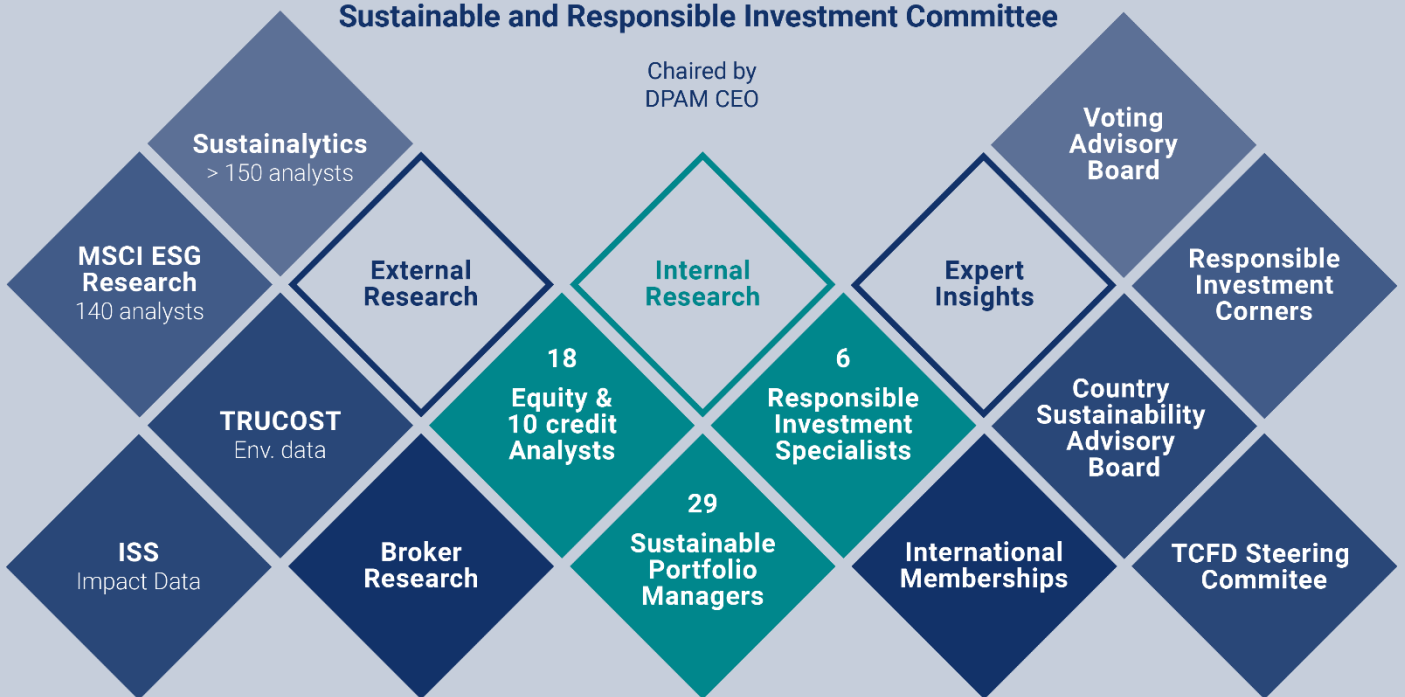 Sustainable and Responsible Investment Committee
Chaired by
DPAM CEO
Sustainalytics
> 150 analysts
MSCI ESG
Research
140 analysts
External
Research
TRUCOST
Env. data
ISS
Impact Data
Broker
Research
Internal
Research
18
Equity &
10 credit
Analysts
6
Responsible
Investment
Specialists
29
Sustainable
Portfolio
Managers
Expert
Insights
Voting
Advisory
Board
Responsible
Investment
Corners
Country
Sustainability
Advisory
Board
International
Memberships
TCFD Steering
Commitee